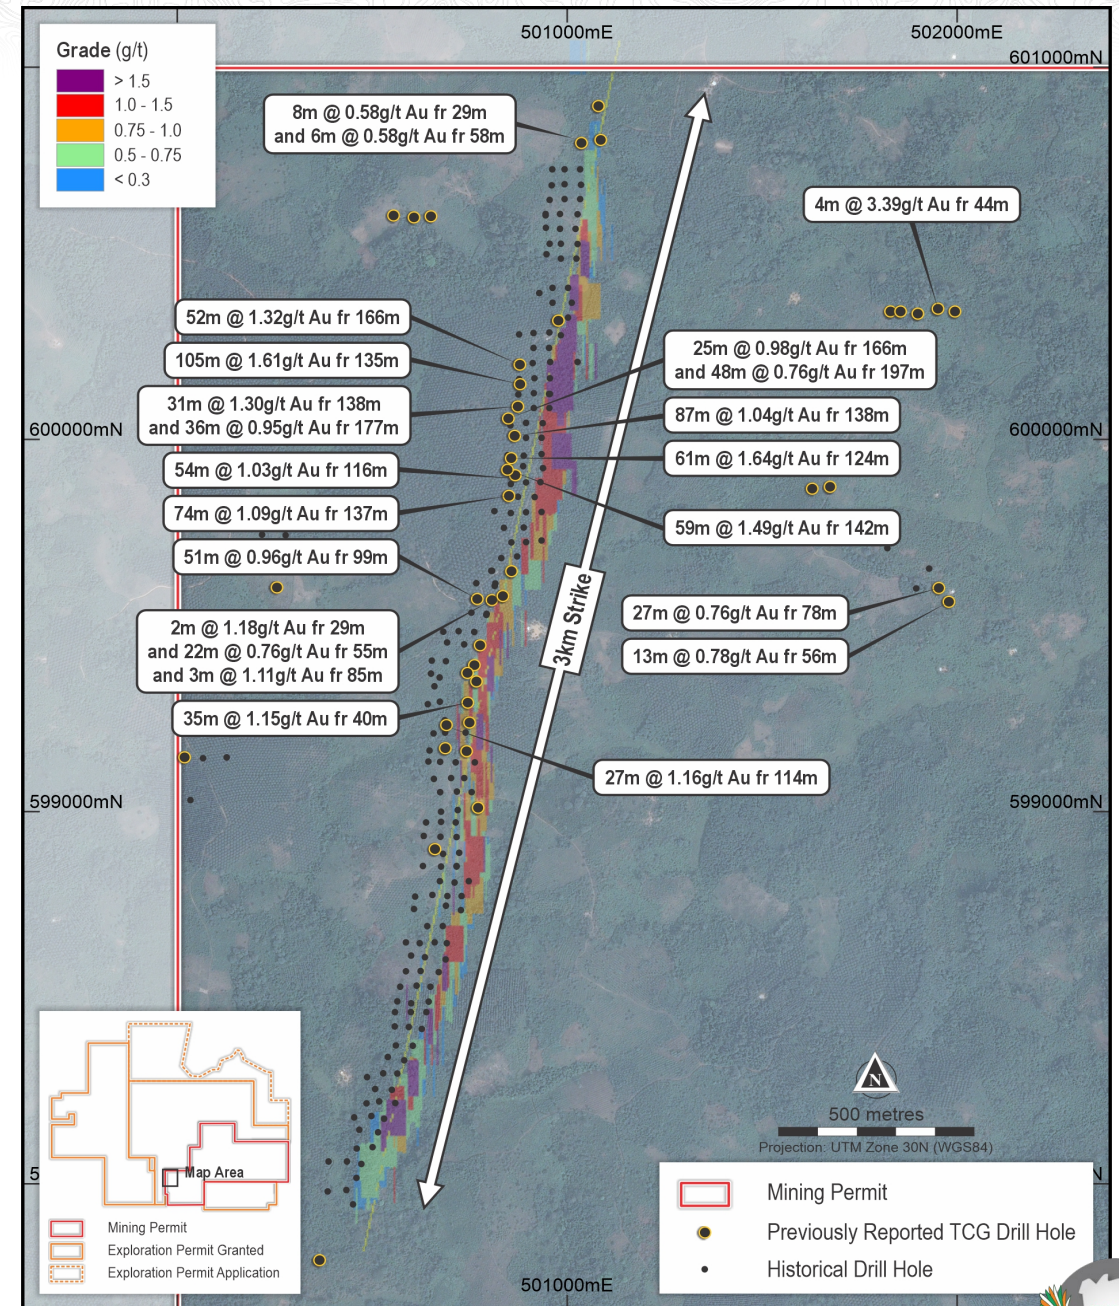 501000mE
502000mE
601000mN
Grade (g/t)
> 1.5
1.0 - 1.5
0.75 - 1.0
0.5 - 0.75
< 0.3
8m @ 0.58g/t Au fr 29m
and 6m @ 0.58g/t Au fr 58m
4m @ 3.39g/t Au fr 44m
52m @ 1.32g/t Au fr 166m
105m @ 1.61g/t Au fr 135m
31m @ 1.30g/t Au fr 138m
and 36m @ 0.95g/t Au fr 177m
25m @ 0.98g/t Au fr 166m
and 48m @ 0.76g/t Au fr 197m
87m @ 1.04g/t Au fr 138m
600000mN
600000mN
54m @ 1.03g/t Au fr 116m
61m @ 1.64g/t Au fr 124m
74m @ 1.09g/t Au fr 137m
59m @ 1.49g/t Au fr 142m
51m @ 0.96g/t Au fr 99m
3km Strike
2m @ 1.18g/t Au fr 29m
and 22m @ 0.76g/t Au fr 55m
and 3m @ 1.11g/t Au fr 85m
27m @ 0.76g/t Au fr 78m
13m @ 0.78g/t Au fr 56m
35m @ 1.15g/t Au fr 40m
27m @ 1.16g/t Au fr 114m
599000mN
599000mN
N
500 metres
Projection: UTM Zone 30N (WGS84)
5
N
Map Area
Mining Permit
Exploration Permit Granted
Exploration Permit Application
Mining Permit
Previously Reported TCG Drill Hole
Historical Drill Hole
501000mE